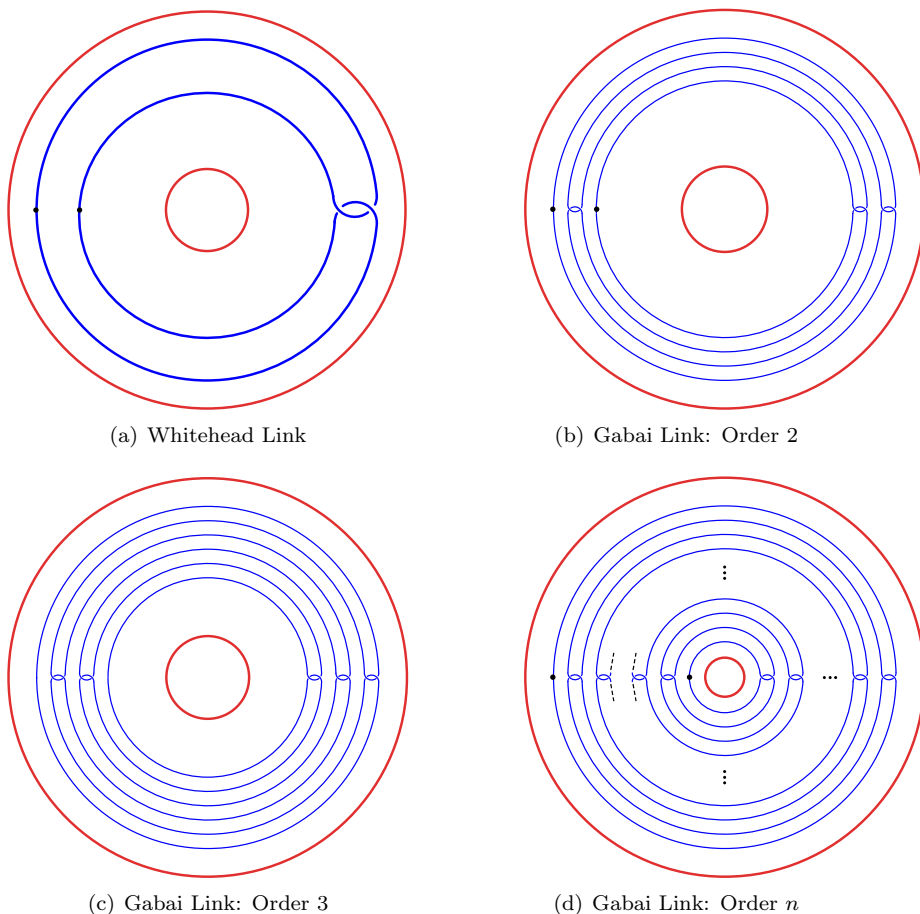 (a) Whitehead Link
(b) Gabai Link: Order 2
(c) Gabai Link: Order 3
(d) Gabai Link: Order n